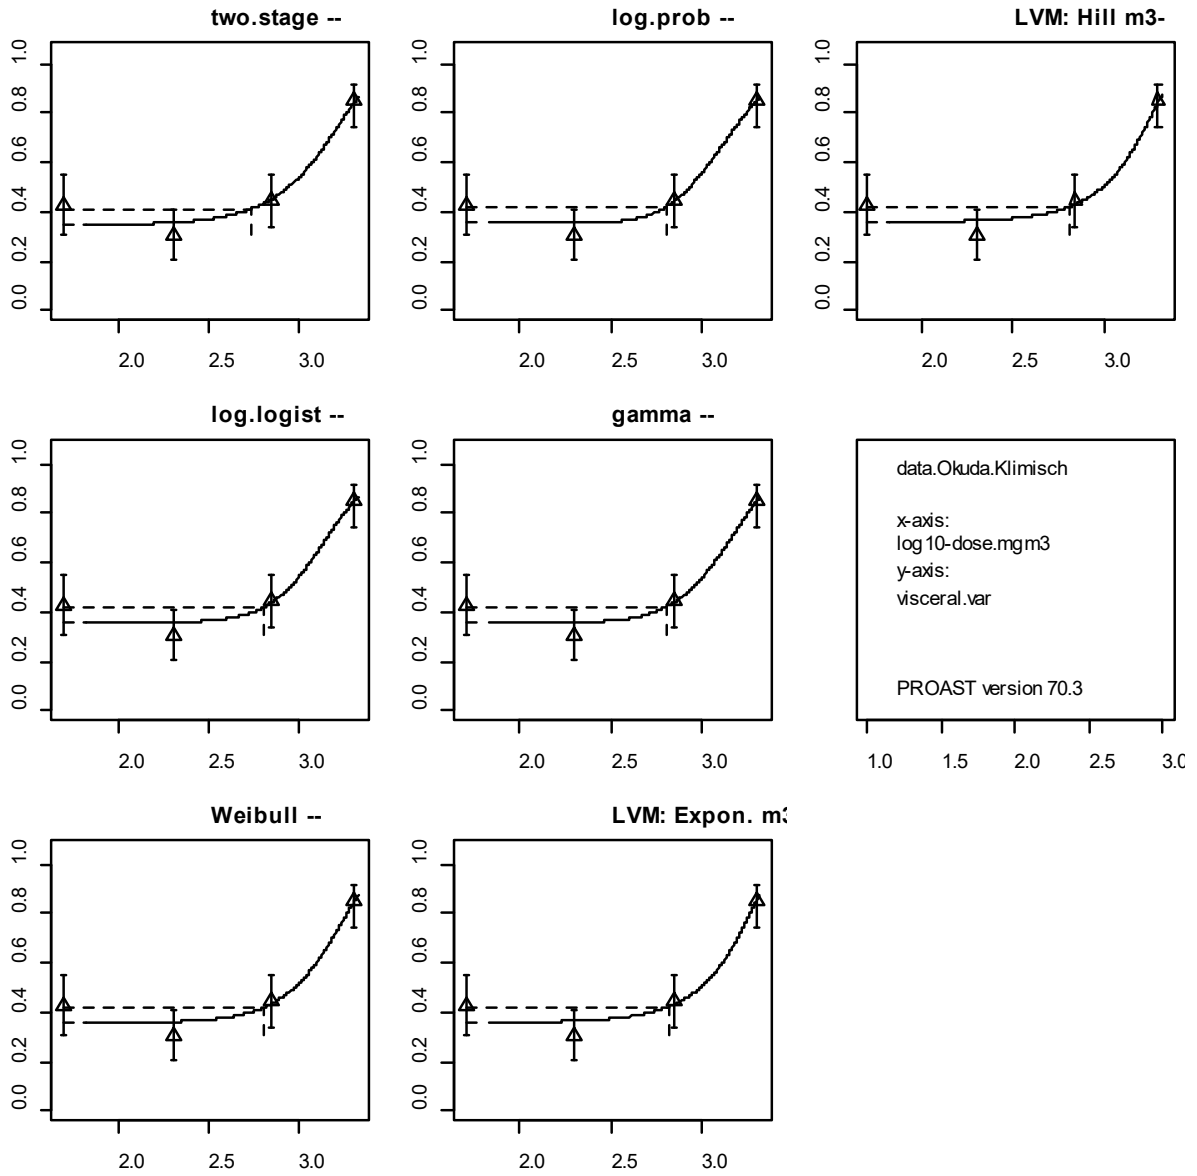 two.stage --
1.0
0.8
0.6
0.4
0.2
0.0
2.0 2.5 3.0
log.prob --
1.0
0.8
0.6
0.4
0.2
0.0
2.0 2.5 3.0
LVM: Hill m3-
1.0
0.8
0.6
0.4
0.2
0.0
2.0 2.5 3.0
log.logist --
1.0
0.8
0.6
0.4
0.2
0.0
2.0 2.5 3.0
gamma --
1.0
0.8
0.6
0.4
0.2
0.0
2.0 2.5 3.0
data.Okuda.Klimisch
x-axis:
log10-dose.mgm3
y-axis:
visceral.var
PROAST version 70.3
1.0 1.5 2.0 2.5 3.0
Weibull --
1.0
0.8
0.6
0.4
0.2
0.0
2.0 2.5 3.0
LVM: Expon. m3
1.0
0.8
0.6
0.4
0.2
0.0
2.0 2.5 3.0